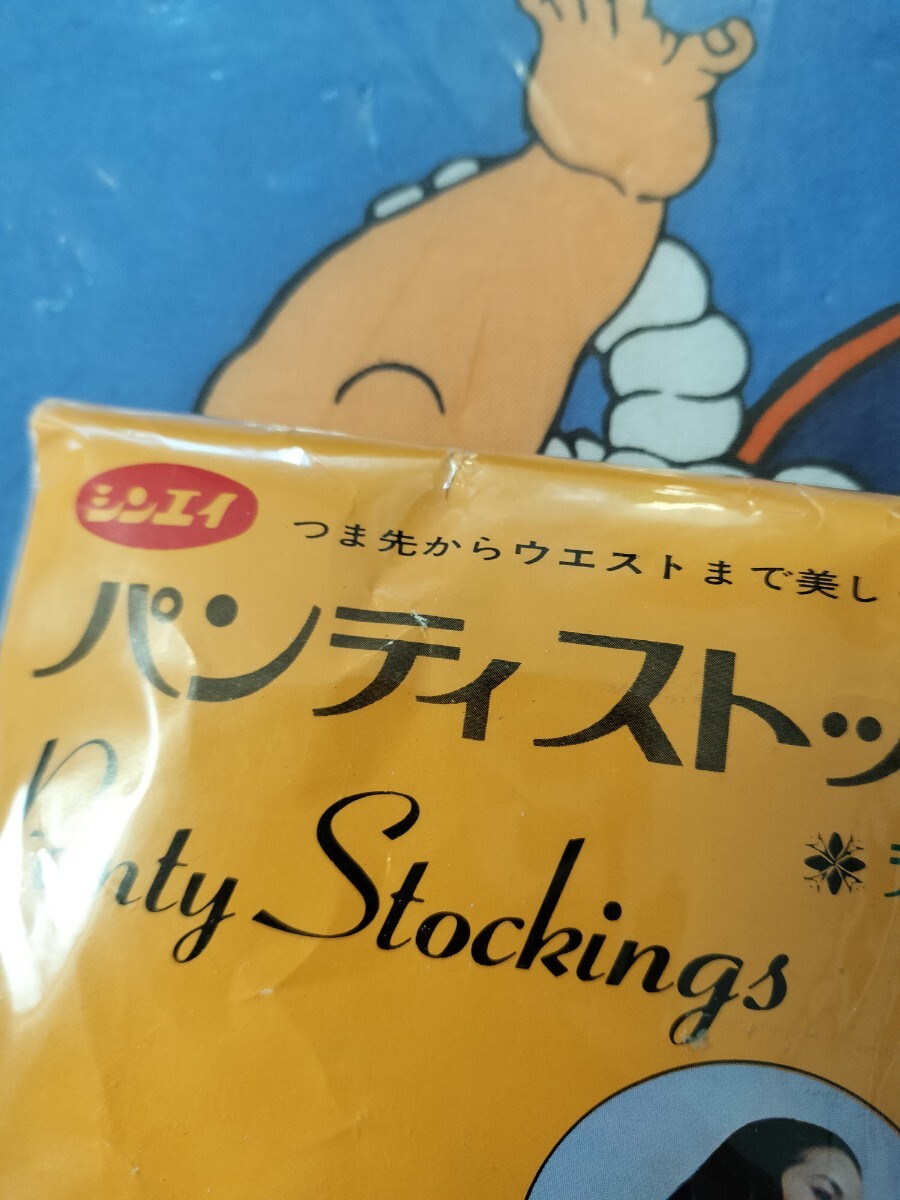 シンエイ
つま先からウエストまで美し
パンティストッ
Panty Stockings